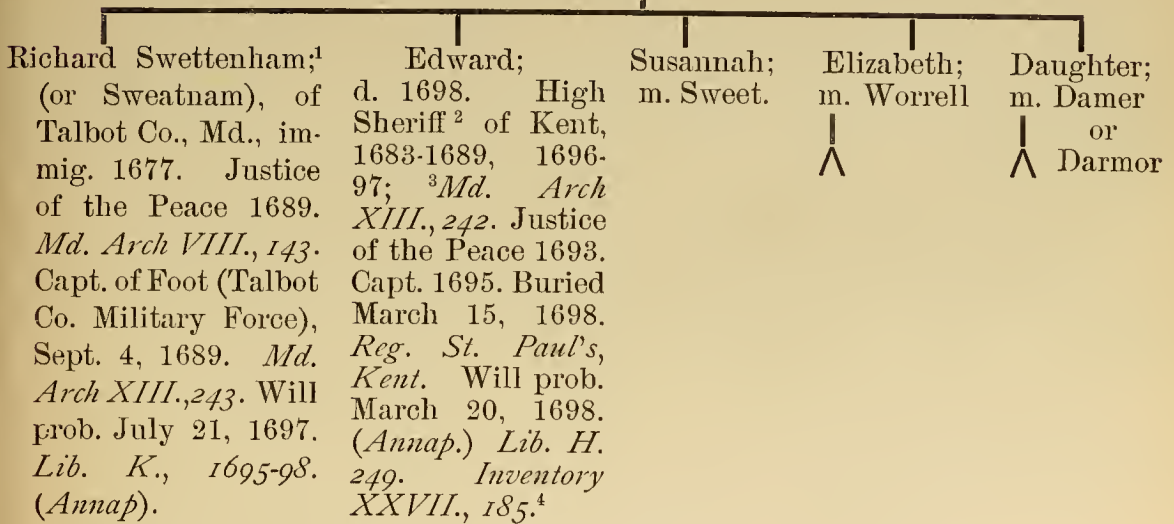 Richard Swettenham;¹
(or Sweatnam), of
Talbot Co., Md., im-
mig. 1677. Justice
of the Peace 1689.
Md. Arch VIII., 143.
Capt. of Foot (Talbot
Co. Military Force),
Sept. 4, 1689. Md.
Arch XIII., 243. Will
prob. July 21, 1697.
Lib. K., 1695-98.
(Annap).
Edward;
d. 1698. High
Sheriff ² of Kent,
1683-1689, 1696-
97; ³Md. Arch
XIII., 242. Justice
of the Peace 1693.
Capt. 1695. Buried
March 15, 1698.
Reg. St. Paul's,
Kent. Will prob.
March 20, 1698.
(Annap.) Lib. H.
249. Inventory
XXVII., 185.⁴
Susannah;
m. Sweet.
Elizabeth;
m. Worrell
Daughter;
m. Damer
or
Darmor